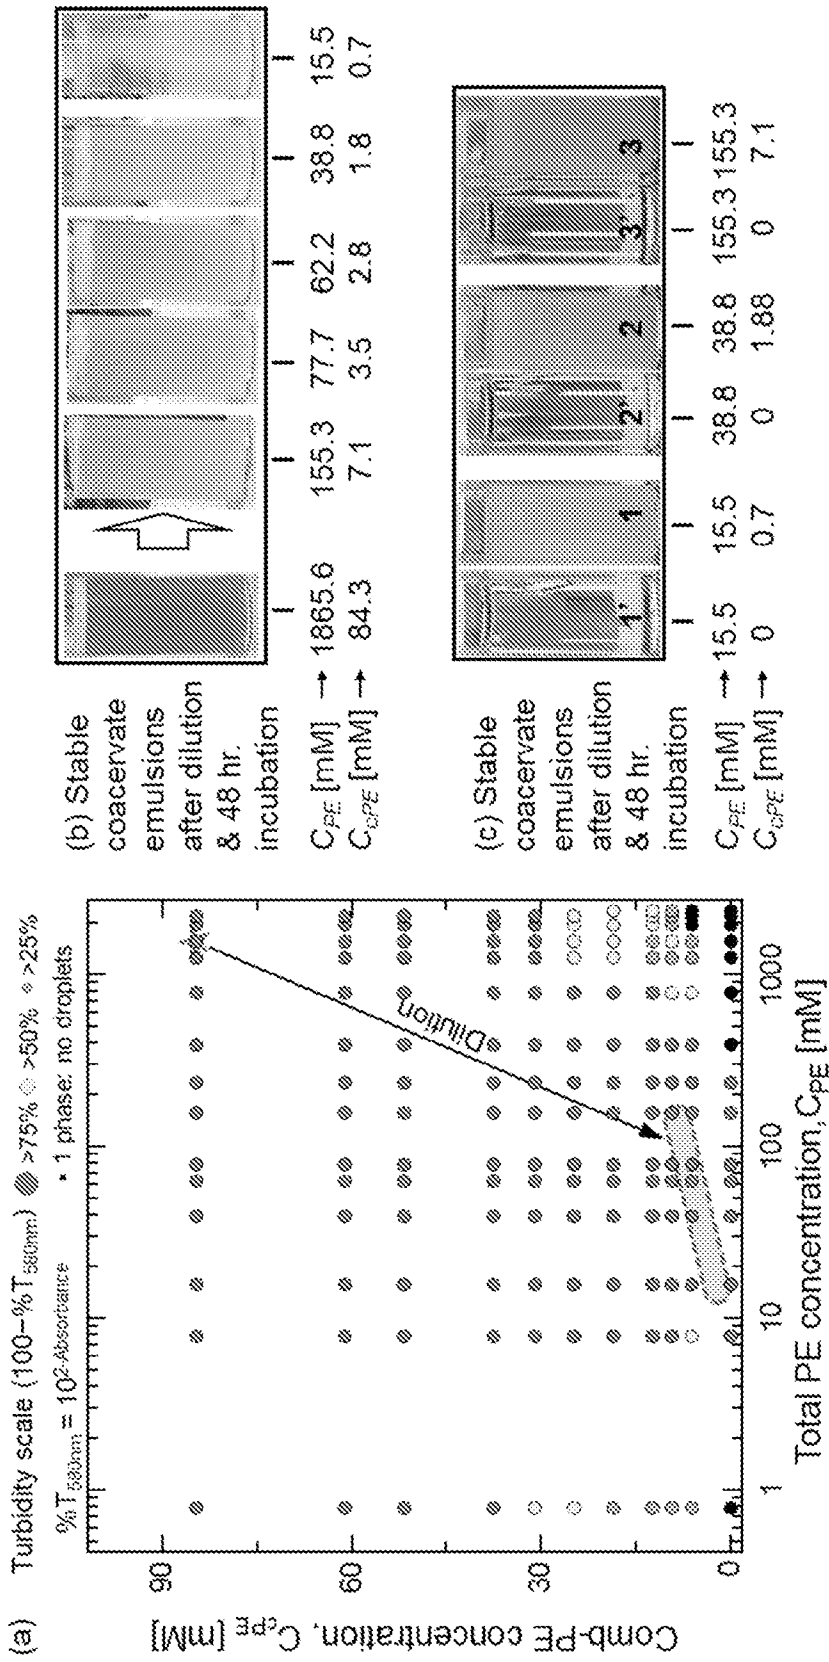 (a) Turbidity scale (100–%T580nm) >75% >50% >25%
%T580nm = 10^2-Absorbance • 1 phase: no droplets
Comb-PE concentration, CcPE [mM]
90
60
30
0
Dilution
1 10 100 1000
Total PE concentration, CPE [mM]
(b) Stable
coacervate
emulsions
after dilution
& 48 hr.
incubation
CPE [mM] → 1865.6 155.3 77.7 62.2 38.8 15.5
CcPE [mM] → 84.3 7.1 3.5 2.8 1.8 0.7
(c) Stable
coacervate
emulsions
after dilution
& 48 hr.
incubation
1' 1 2' 2 3' 3
CPE [mM] → 15.5 15.5 38.8 38.8 155.3 155.3
CcPE [mM] → 0 0.7 0 1.88 0 7.1